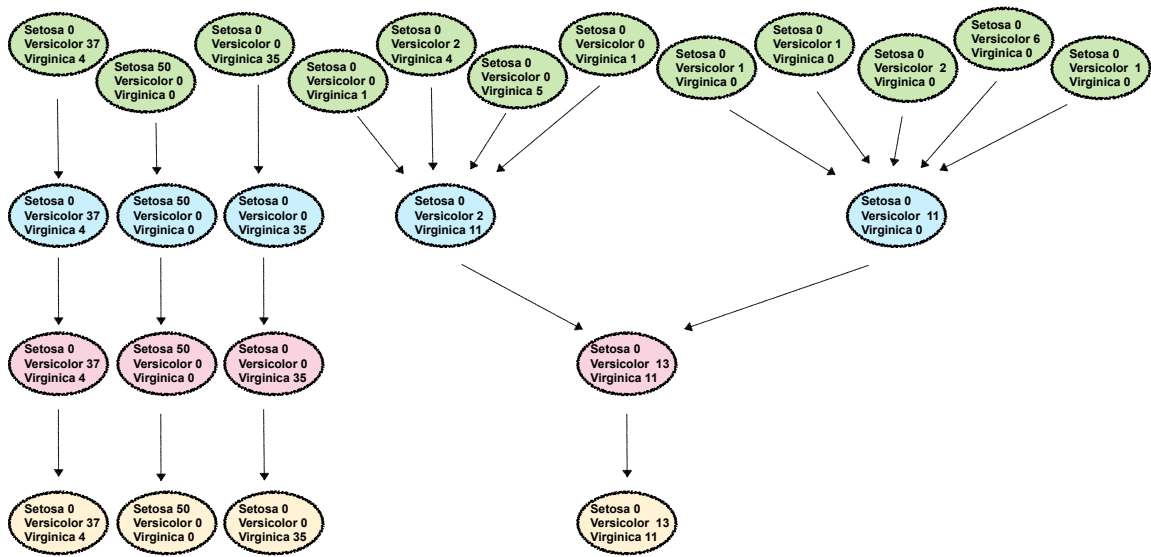 Setosa 0
Versicolor 37
Virginica 4
Setosa 50
Versicolor 0
Virginica 0
Setosa 0
Versicolor 0
Virginica 35
Setosa 0
Versicolor 0
Virginica 1
Setosa 0
Versicolor 2
Virginica 4
Setosa 0
Versicolor 0
Virginica 5
Setosa 0
Versicolor 0
Virginica 1
Setosa 0
Versicolor 1
Virginica 0
Setosa 0
Versicolor 1
Virginica 0
Setosa 0
Versicolor 2
Virginica 0
Setosa 0
Versicolor 6
Virginica 0
Setosa 0
Versicolor 1
Virginica 0
Setosa 0
Versicolor 37
Virginica 4
Setosa 50
Versicolor 0
Virginica 0
Setosa 0
Versicolor 0
Virginica 35
Setosa 0
Versicolor 2
Virginica 11
Setosa 0
Versicolor 11
Virginica 0
Setosa 0
Versicolor 37
Virginica 4
Setosa 50
Versicolor 0
Virginica 0
Setosa 0
Versicolor 0
Virginica 35
Setosa 0
Versicolor 13
Virginica 11
Setosa 0
Versicolor 37
Virginica 4
Setosa 50
Versicolor 0
Virginica 0
Setosa 0
Versicolor 0
Virginica 35
Setosa 0
Versicolor 13
Virginica 11